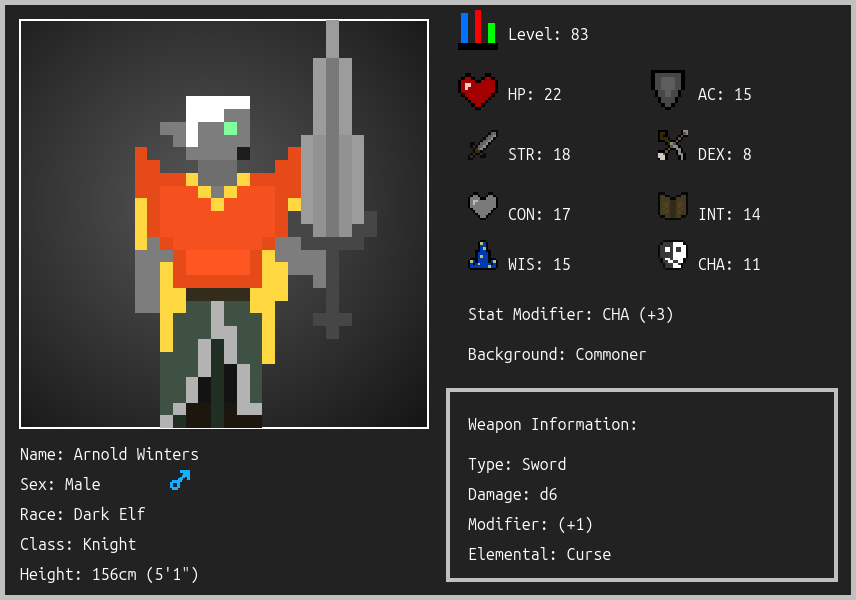 Level: 83
HP: 22
AC: 15
STR: 18
DEX: 8
CON: 17
INT: 14
WIS: 15
CHA: 11
Stat Modifier: CHA (+3)
Background: Commoner
Weapon Information:
Type: Sword
Damage: d6
Modifier: (+1)
Elemental: Curse
Name: Arnold Winters
Sex: Male
Race: Dark Elf
Class: Knight
Height: 156cm (5'1")